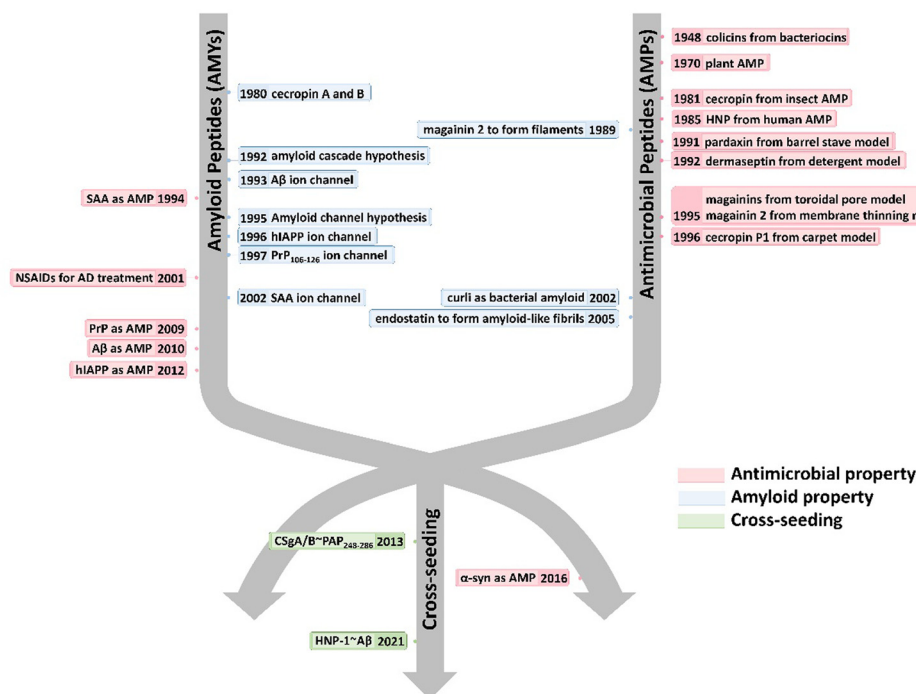 Amyloid Peptides (AMYs)
1980 cecropin A and B
1992 amyloid cascade hypothesis
1993 Aβ ion channel
SAA as AMP 1994
1995 Amyloid channel hypothesis
1996 hIAPP ion channel
1997 PrP106-126 ion channel
NSAIDs for AD treatment 2001
2002 SAA ion channel
PrP as AMP 2009
Aβ as AMP 2010
hIAPP as AMP 2012
Antimicrobial Peptides (AMPs)
1948 colicins from bacteriocins
1970 plant AMP
1981 cecropin from insect AMP
1985 HNP from human AMP
magainin 2 to form filaments 1989
1991 pardaxin from barrel stave model
1992 dermaseptin from detergent model
magainins from toroidal pore model
1995 magainin 2 from membrane thinning
1996 cecropin P1 from carpet model
curli as bacterial amyloid 2002
endostatin to form amyloid-like fibrils 2005
Antimicrobial property
Amyloid property
Cross-seeding
Cross-seeding
CSgA/B~PAP248-286 2013
α-syn as AMP 2016
HNP-1~Aβ 2021